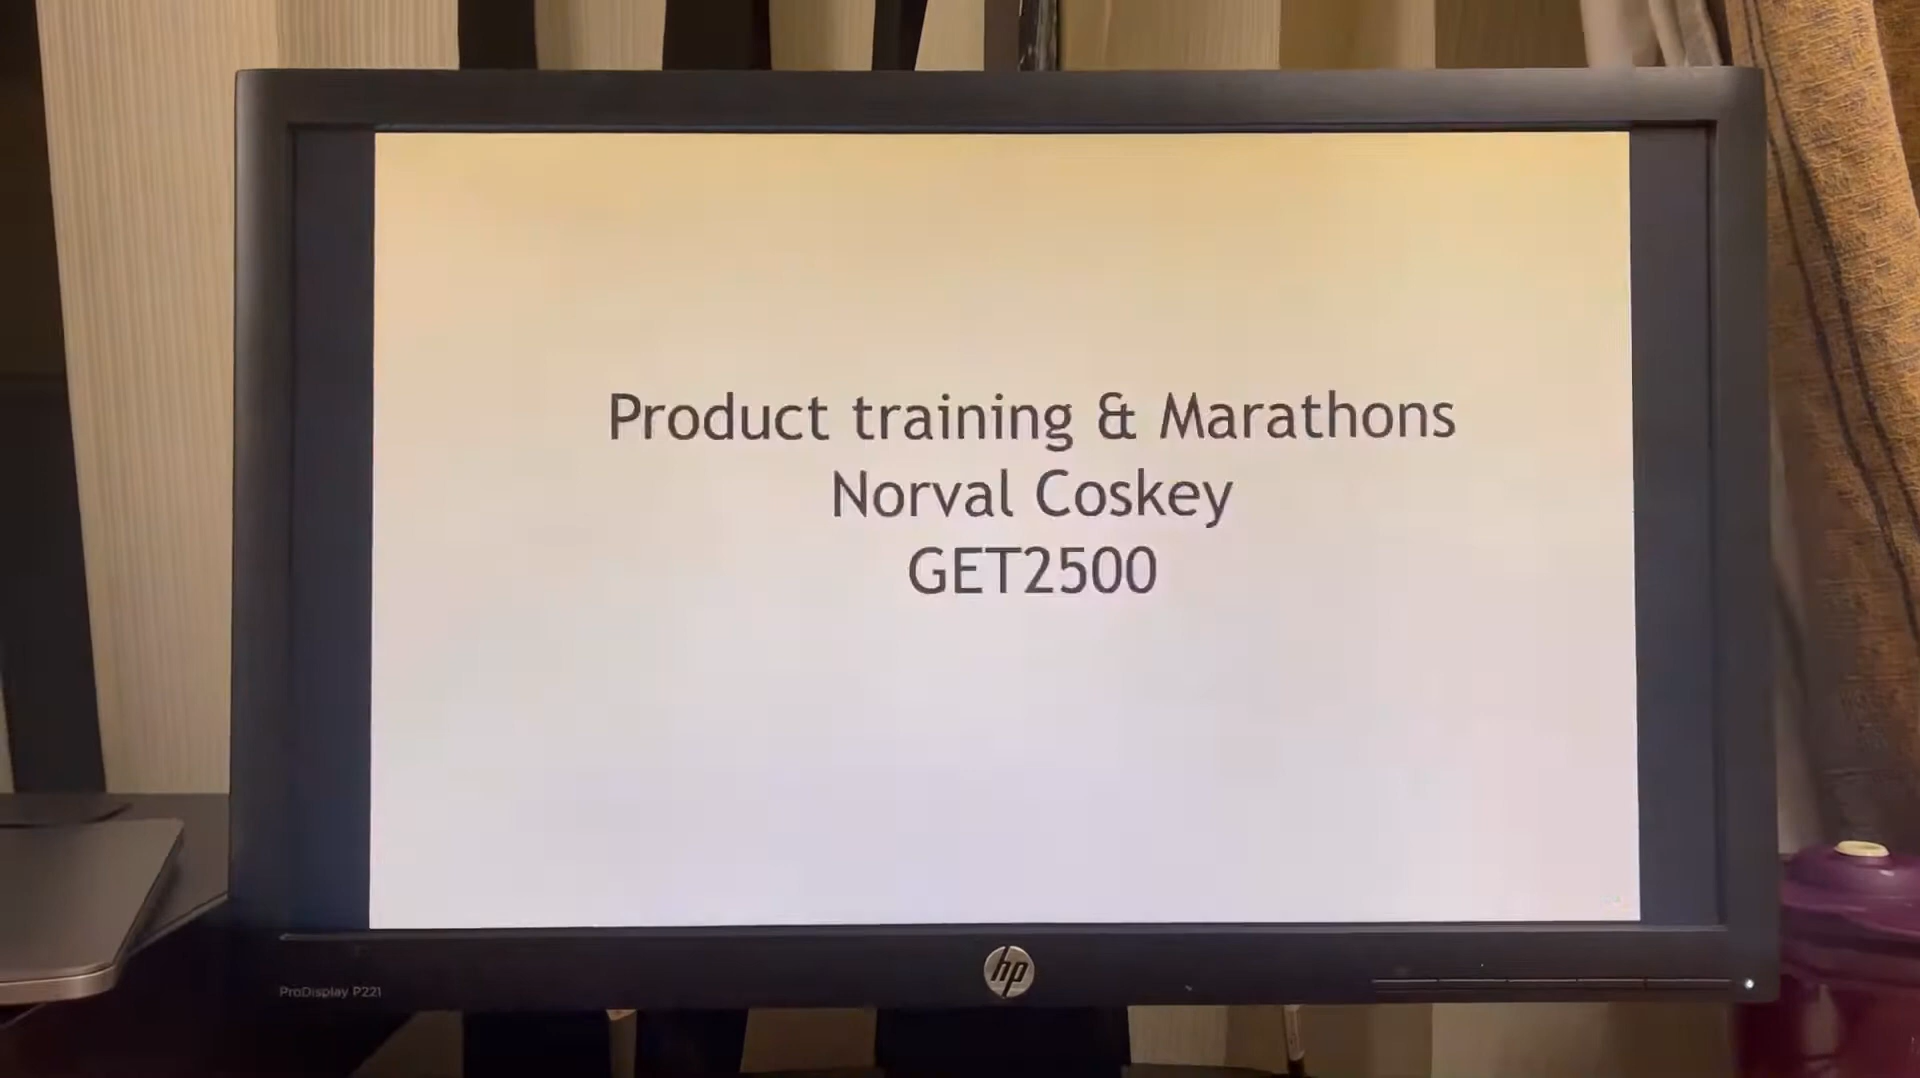 Product training & Marathons
Norval Coskey
GET2500
hp
ProDisplay P221